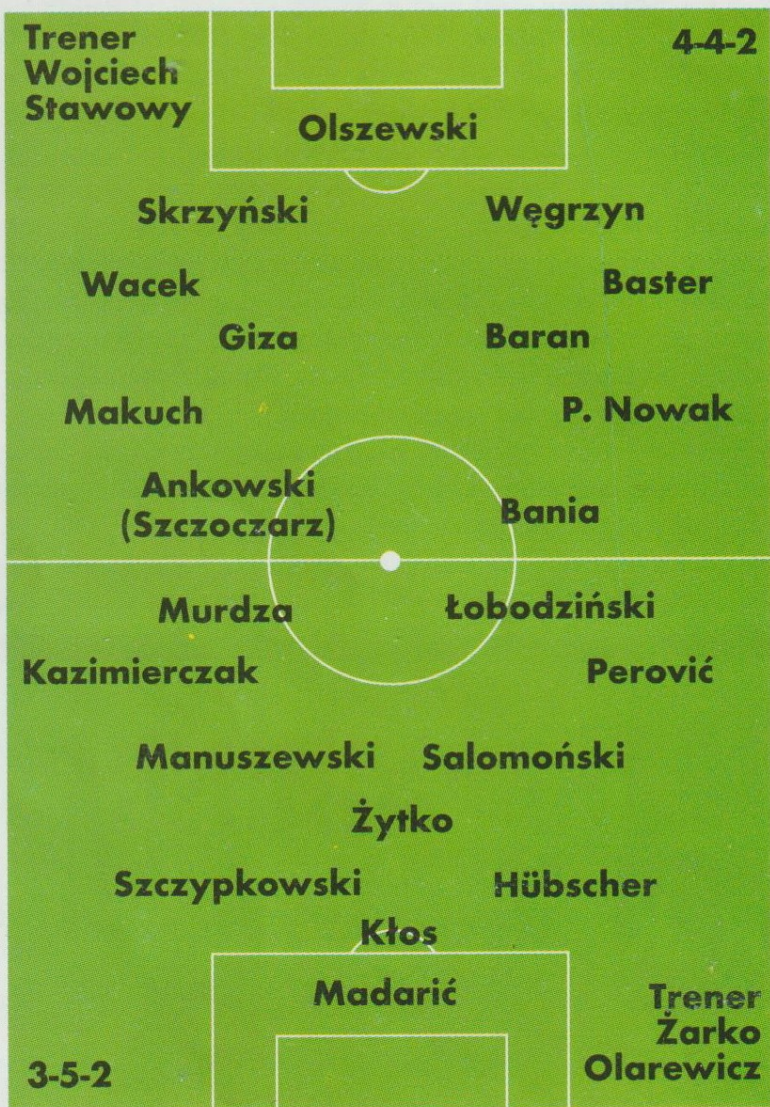 Trener
Wojciech
Stawowy
4-4-2
Olszewski
Skrzyński Węgrzyn
Wacek Baster
Giza Baran
Makuch P. Nowak
Ankowski
(Szczoczarz)
Bania
Murdza Łobodziński
Kazimierczak Perović
Manuszewski Salomoński
Żytko
Szczypkowski Hübscher
Kłos
Madarić
3-5-2
Trener
Žarko
Olarewicz